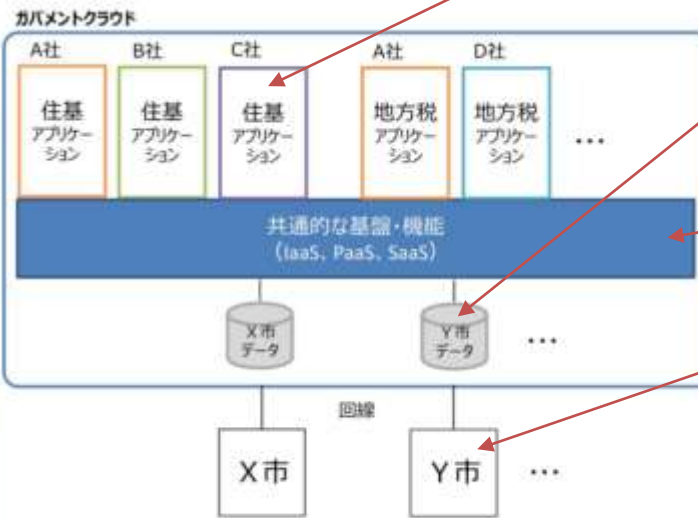 ガバメントクラウド
A社
B社
C社
A社
D社
住基
アプリケー
ション
住基
アプリケー
ション
住基
アプリケー
ション
地方税
アプリケー
ション
地方税
アプリケー
ション
…
共通的な基盤・機能
(IaaS、PaaS、SaaS)
X市
データ
Y市
データ
…
回線
X市
Y市
…